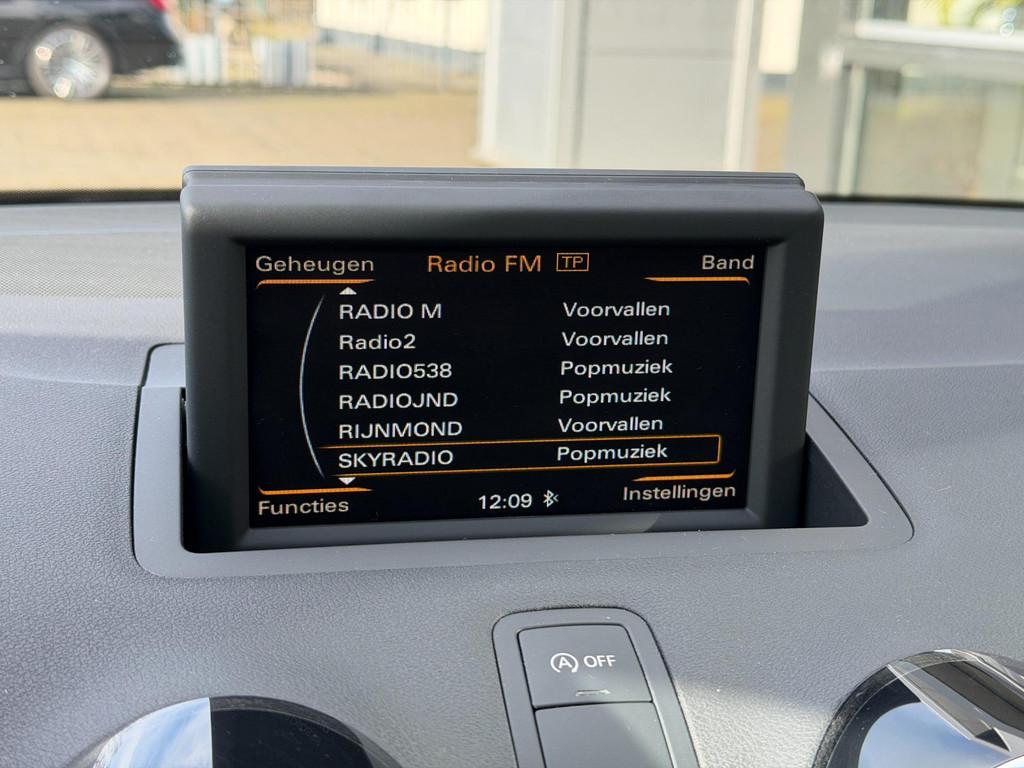 Geheugen Radio FM TP Band
RADIO M Voorvallen
Radio2 Voorvallen
RADIO538 Popmuziek
RADIOJND Popmuziek
RIJNMOND Voorvallen
SKYRADIO Popmuziek
Functies 12:09 Instellingen
A OFF